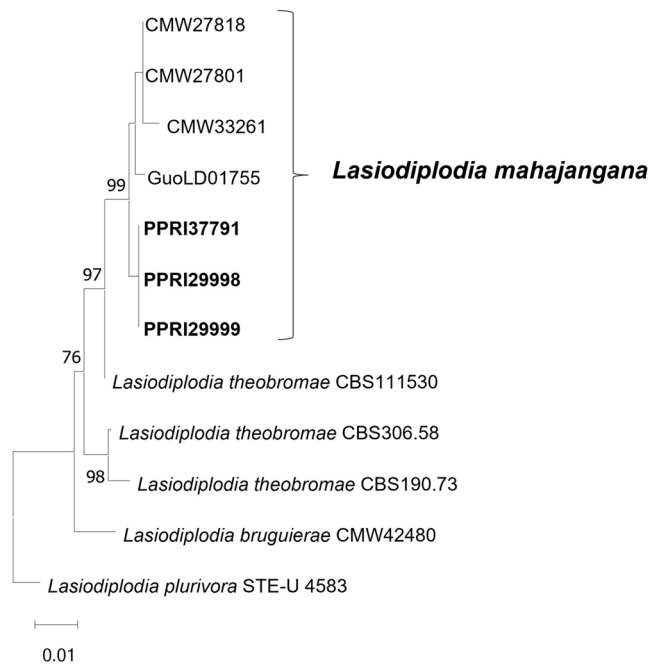 CMW27818
CMW27801
CMW33261
Lasiodiplodia mahajangana
GuoLD01755
99
PPRI37791
97
PPRI29998
PPRI29999
76
Lasiodiplodia theobromae CBS111530
Lasiodiplodia theobromae CBS306.58
98
Lasiodiplodia theobromae CBS190.73
Lasiodiplodia bruguierae CMW42480
Lasiodiplodia plurivora STE-U 4583
0.01